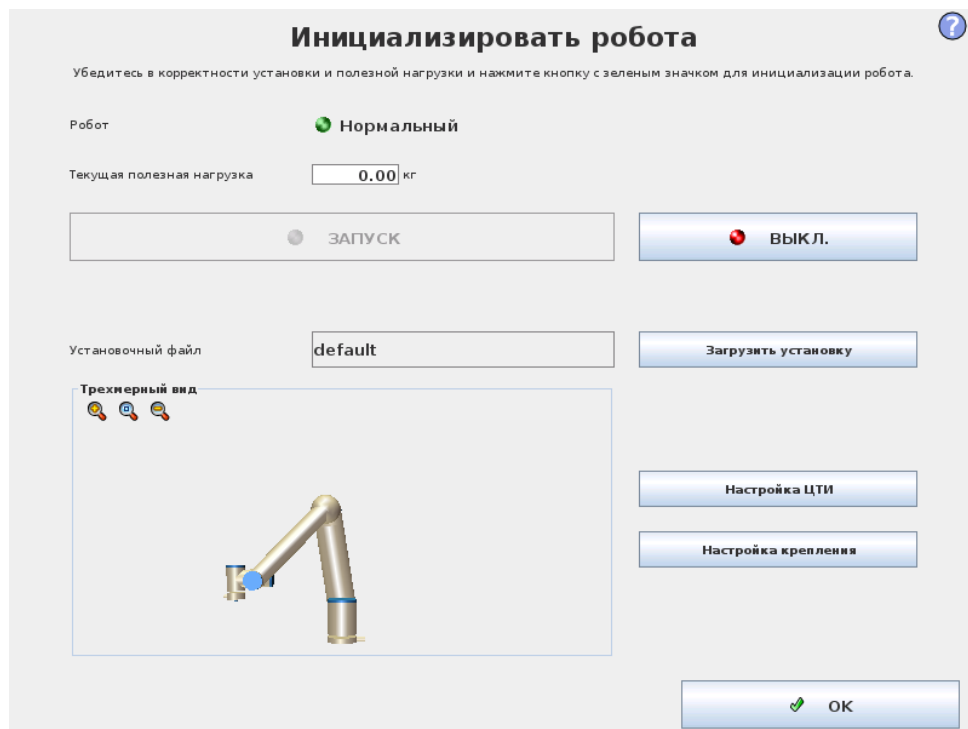 Инициализировать робота
?
Убедитесь в корректности установки и полезной нагрузки и нажмите кнопку с зеленым значком для инициализации робота.
Робот
Нормальный
Текущая полезная нагрузка
0.00 кг
ЗАПУСК
ВЫКЛ.
Установочный файл
default
Загрузить установку
Трехмерный вид
Настройка ЦТИ
Настройка крепления
OK